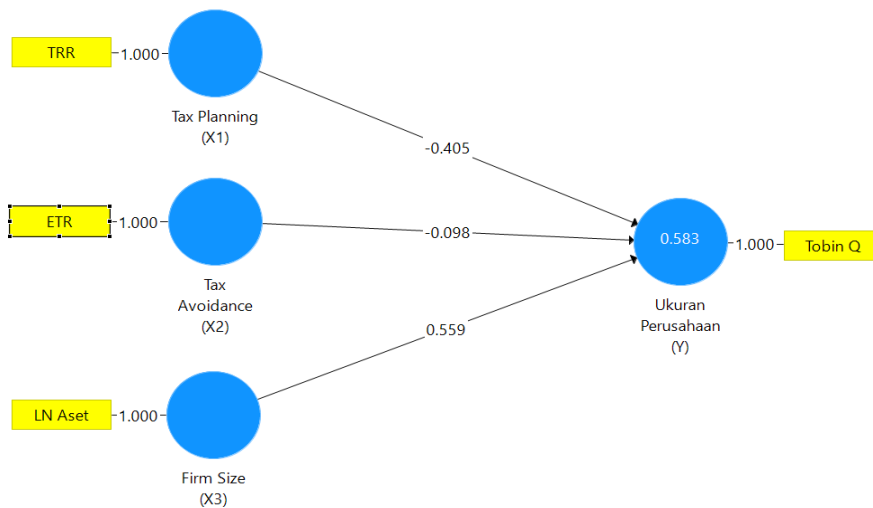 TRR
1.000
Tax Planning
(X1)
-0.405
ETR
1.000
Tax
Avoidance
(X2)
-0.098
0.583
1.000
Tobin Q
Ukuran
Perusahaan
(Y)
0.559
LN Aset
1.000
Firm Size
(X3)